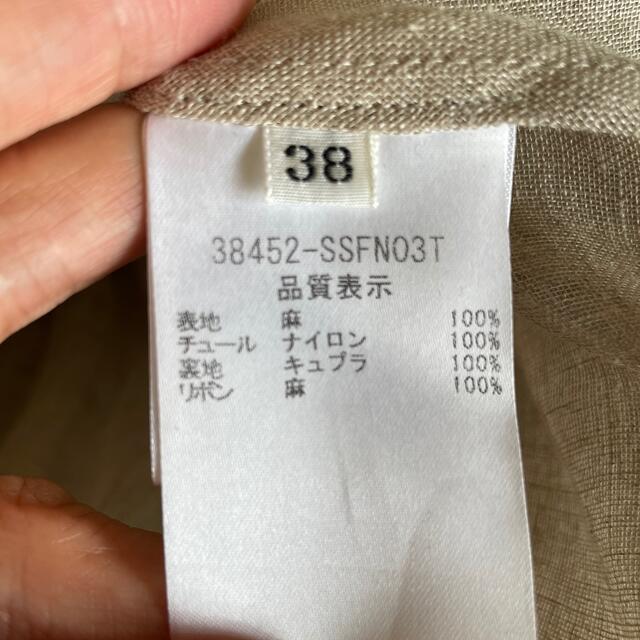 38
38452-SSFN03T
品質表示
表地 麻 100%
チュール ナイロン 100%
裏地 キュプラ 100%
リボン 麻 100%